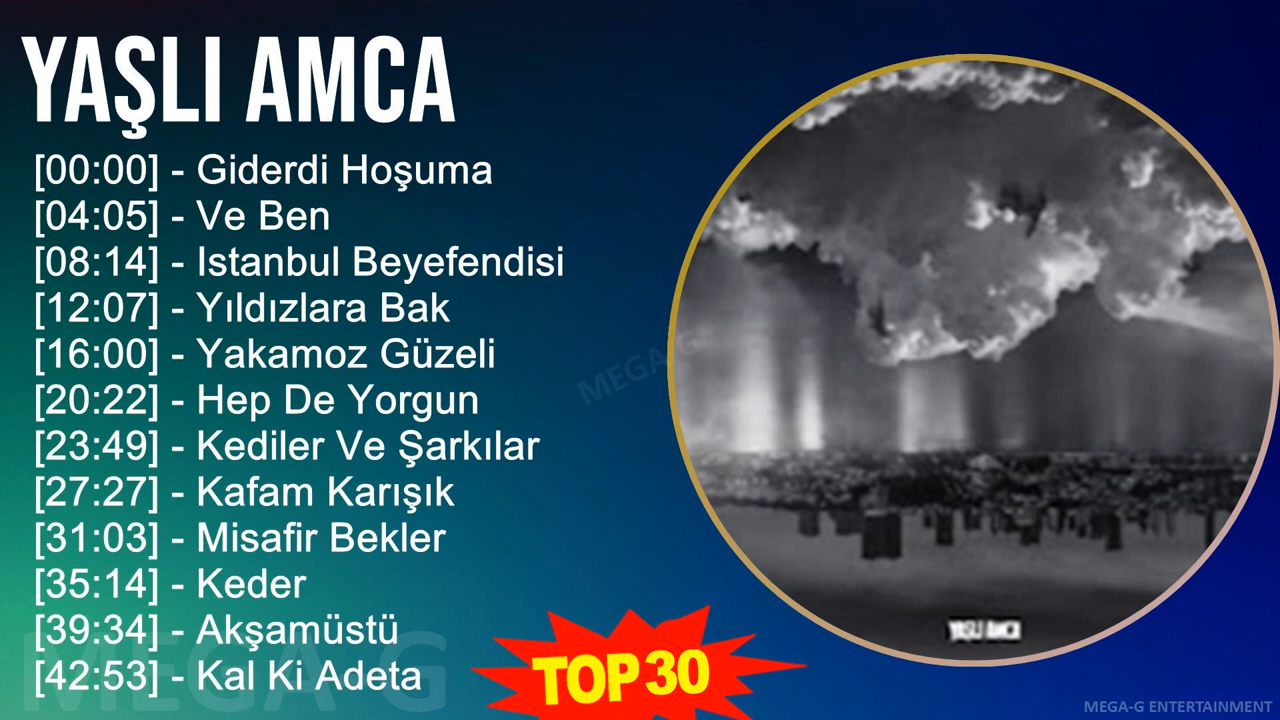 YAŞLI AMCA
[00:00] - Giderdi Hoşuma
[04:05] - Ve Ben
[08:14] - Istanbul Beyefendisi
[12:07] - Yıldızlara Bak
[16:00] - Yakamoz Güzeli
[20:22] - Hep De Yorgun
[23:49] - Kediler Ve Şarkılar
[27:27] - Kafam Karışık
[31:03] - Misafir Bekler
[35:14] - Keder
[39:34] - Akşamüstü
[42:53] - Kal Ki Adeta
TOP 30
MEGA-G
MEGA G
YAŞLI AMCA
MEGA-G ENTERTAINMENT